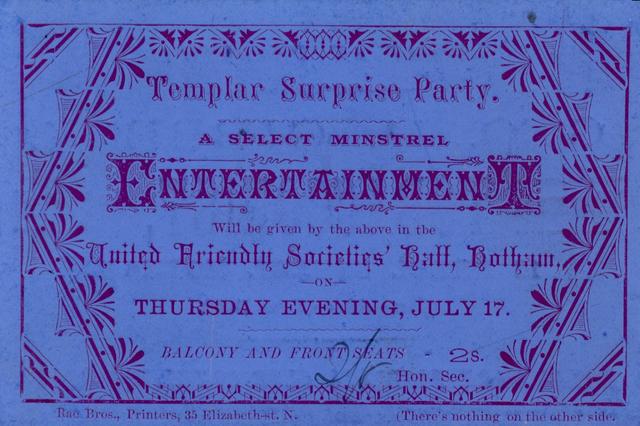 Templar Surprise Party.
A SELECT MINSTREL
ENTERTAINMENT
Will be given by the above in the
United Friendly Societies' Hall, Hotham,
—ON—
THURSDAY EVENING, JULY 17.
BALCONY AND FRONT SEATS - 2s.
Hon. Sec.
Rae Bros., Printers, 35 Elizabeth-st. N.
(There's nothing on the other side.